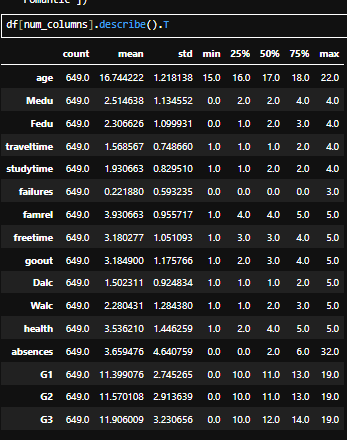 romantic'])
df[num_columns].describe().T
count mean std min 25% 50% 75% max
age 649.0 16.744222 1.218138 15.0 16.0 17.0 18.0 22.0
Medu 649.0 2.514638 1.134552 0.0 2.0 2.0 4.0 4.0
Fedu 649.0 2.306626 1.099931 0.0 1.0 2.0 3.0 4.0
traveltime 649.0 1.568567 0.748660 1.0 1.0 1.0 2.0 4.0
studytime 649.0 1.930663 0.829510 1.0 1.0 2.0 2.0 4.0
failures 649.0 0.221880 0.593235 0.0 0.0 0.0 0.0 3.0
famrel 649.0 3.930663 0.955717 1.0 4.0 4.0 5.0 5.0
freetime 649.0 3.180277 1.051093 1.0 3.0 3.0 4.0 5.0
goout 649.0 3.184900 1.175766 1.0 2.0 3.0 4.0 5.0
Dalc 649.0 1.502311 0.924834 1.0 1.0 1.0 2.0 5.0
Walc 649.0 2.280431 1.284380 1.0 1.0 2.0 3.0 5.0
health 649.0 3.536210 1.446259 1.0 2.0 4.0 5.0 5.0
absences 649.0 3.659476 4.640759 0.0 0.0 2.0 6.0 32.0
G1 649.0 11.399076 2.745265 0.0 10.0 11.0 13.0 19.0
G2 649.0 11.570108 2.913639 0.0 10.0 11.0 13.0 19.0
G3 649.0 11.906009 3.230656 0.0 10.0 12.0 14.0 19.0